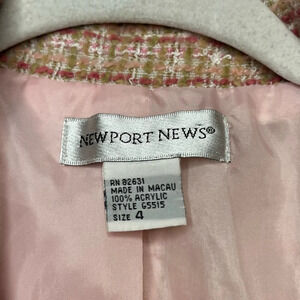 NEWPORT NEWS®
RN 82631
MADE IN MACAU
100% ACRYLIC
STYLE 65515
SIZE 4